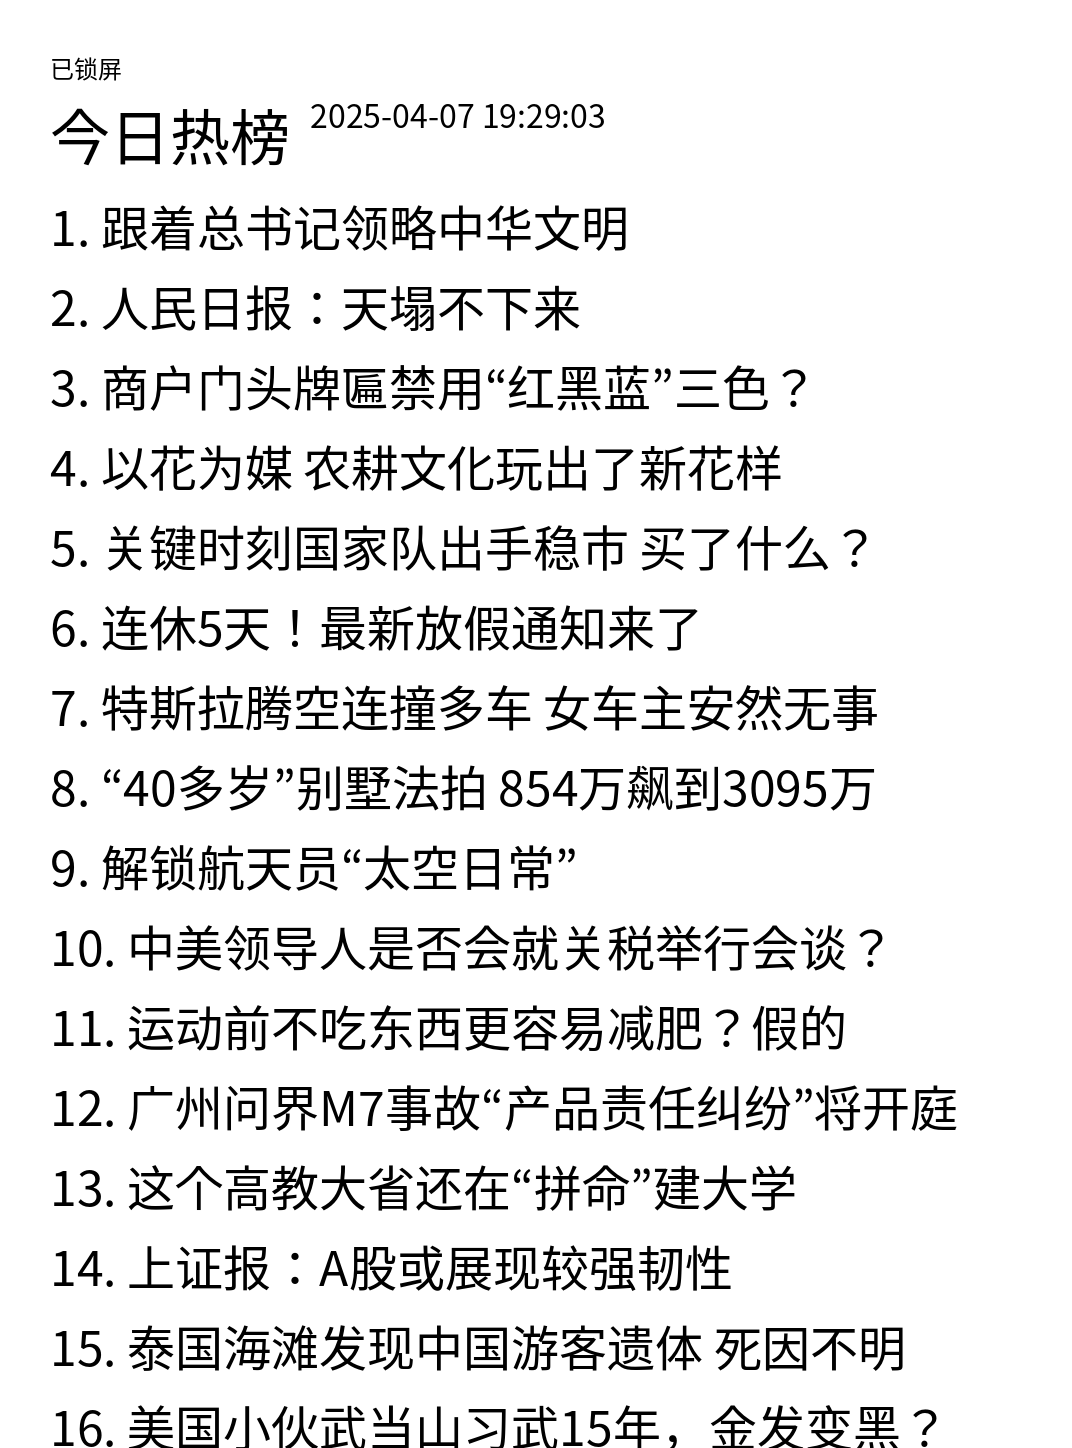 已锁屏
今日热榜 2025-04-07 19:29:03
1. 跟着总书记领略中华文明
2. 人民日报：天塌不下来
3. 商户门头牌匾禁用“红黑蓝”三色？
4. 以花为媒 农耕文化玩出了新花样
5. 关键时刻国家队出手稳市 买了什么？
6. 连休5天！最新放假通知来了
7. 特斯拉腾空连撞多车 女车主安然无事
8. “40多岁”别墅法拍 854万飙到3095万
9. 解锁航天员“太空日常”
10. 中美领导人是否会就关税举行会谈？
11. 运动前不吃东西更容易减肥？假的
12. 广州问界M7事故“产品责任纠纷”将开庭
13. 这个高教大省还在“拼命”建大学
14. 上证报：A股或展现较强韧性
15. 泰国海滩发现中国游客遗体 死因不明
16. 美国小伙武当山习武15年，金发变黑？